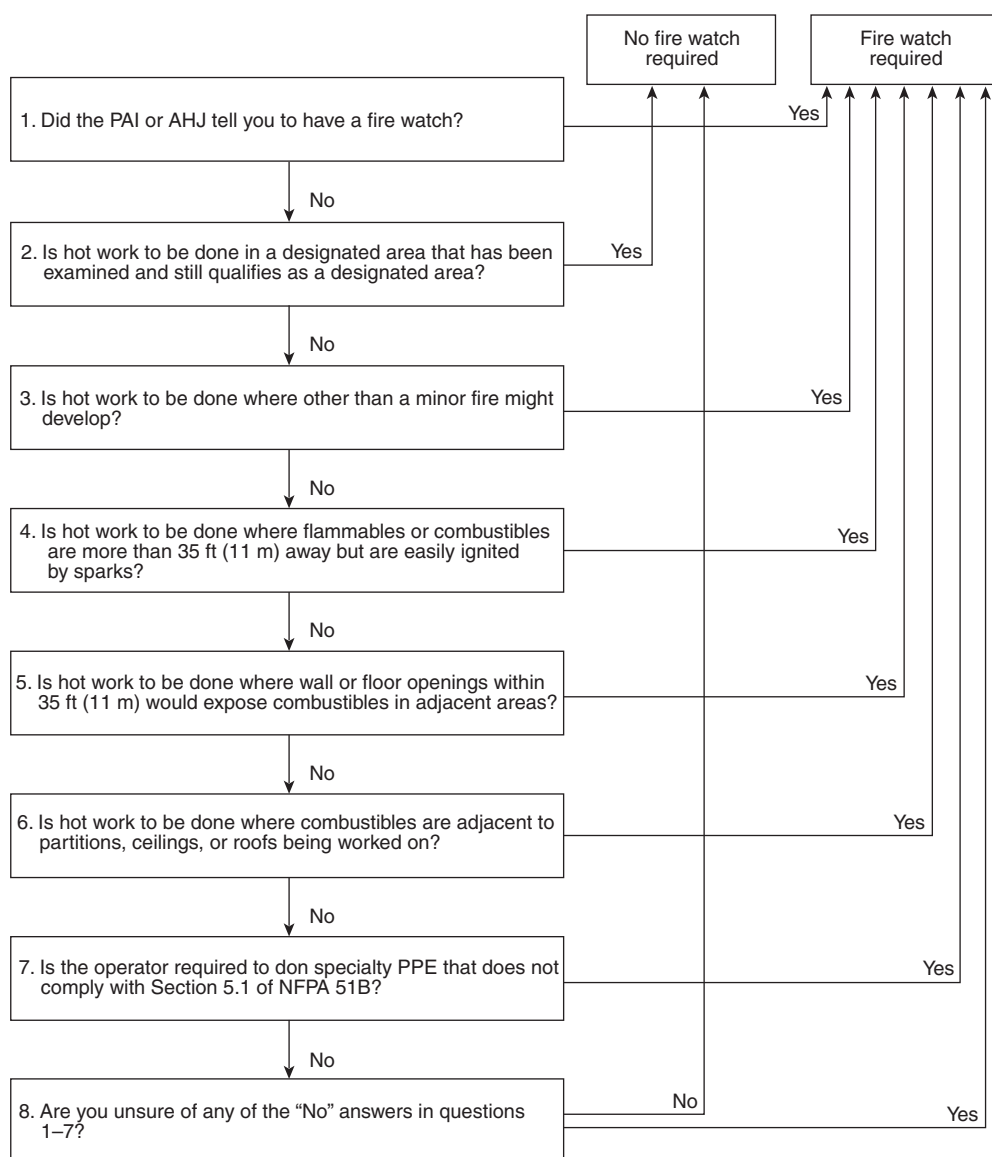 No fire watch
required
Fire watch
required
1. Did the PAI or AHJ tell you to have a fire watch?
Yes
No
2. Is hot work to be done in a designated area that has been
examined and still qualifies as a designated area?
Yes
No
3. Is hot work to be done where other than a minor fire might
develop?
Yes
No
4. Is hot work to be done where flammables or combustibles
are more than 35 ft (11 m) away but are easily ignited
by sparks?
Yes
No
5. Is hot work to be done where wall or floor openings within
35 ft (11 m) would expose combustibles in adjacent areas?
Yes
No
6. Is hot work to be done where combustibles are adjacent to
partitions, ceilings, or roofs being worked on?
Yes
No
7. Is the operator required to don specialty PPE that does not
comply with Section 5.1 of NFPA 51B?
Yes
No
8. Are you unsure of any of the “No” answers in questions
1–7?
No
Yes